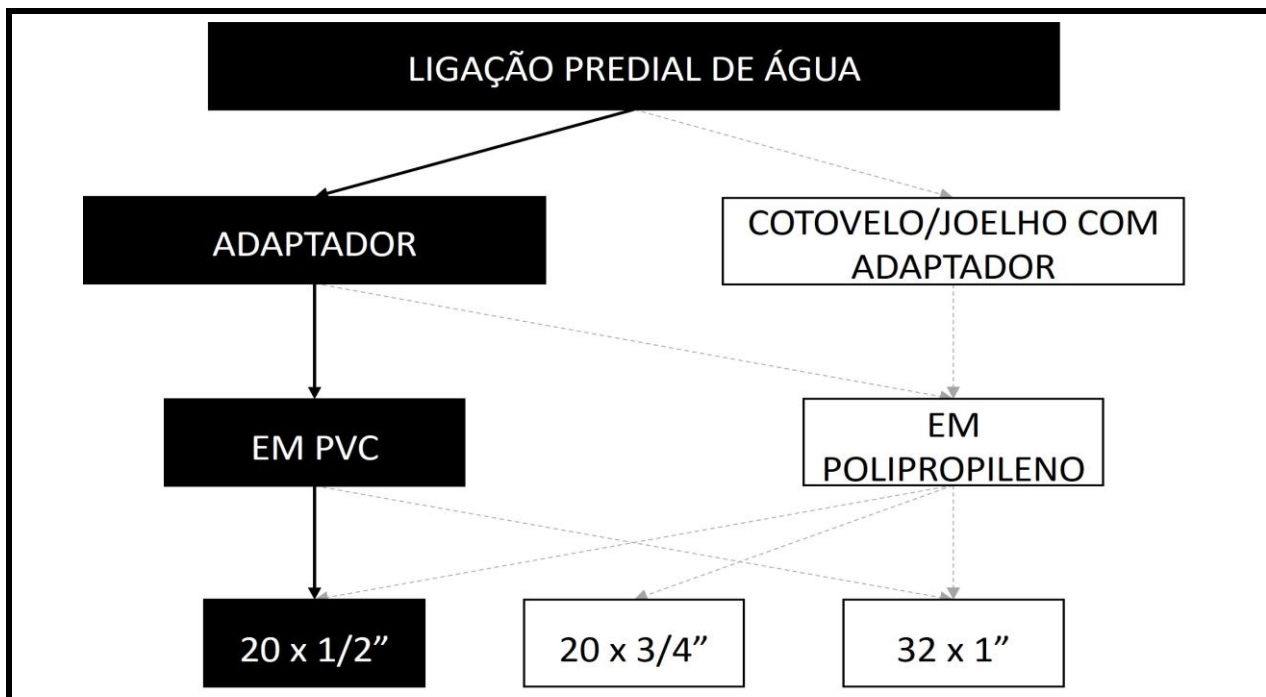 LIGAÇÃO PREDIAL DE ÁGUA
ADAPTADOR
COTOVELO/JOELHO COM
ADAPTADOR
EM PVC
EM
POLIPROPILENO
20 x 1/2”
20 x 3/4”
32 x 1”